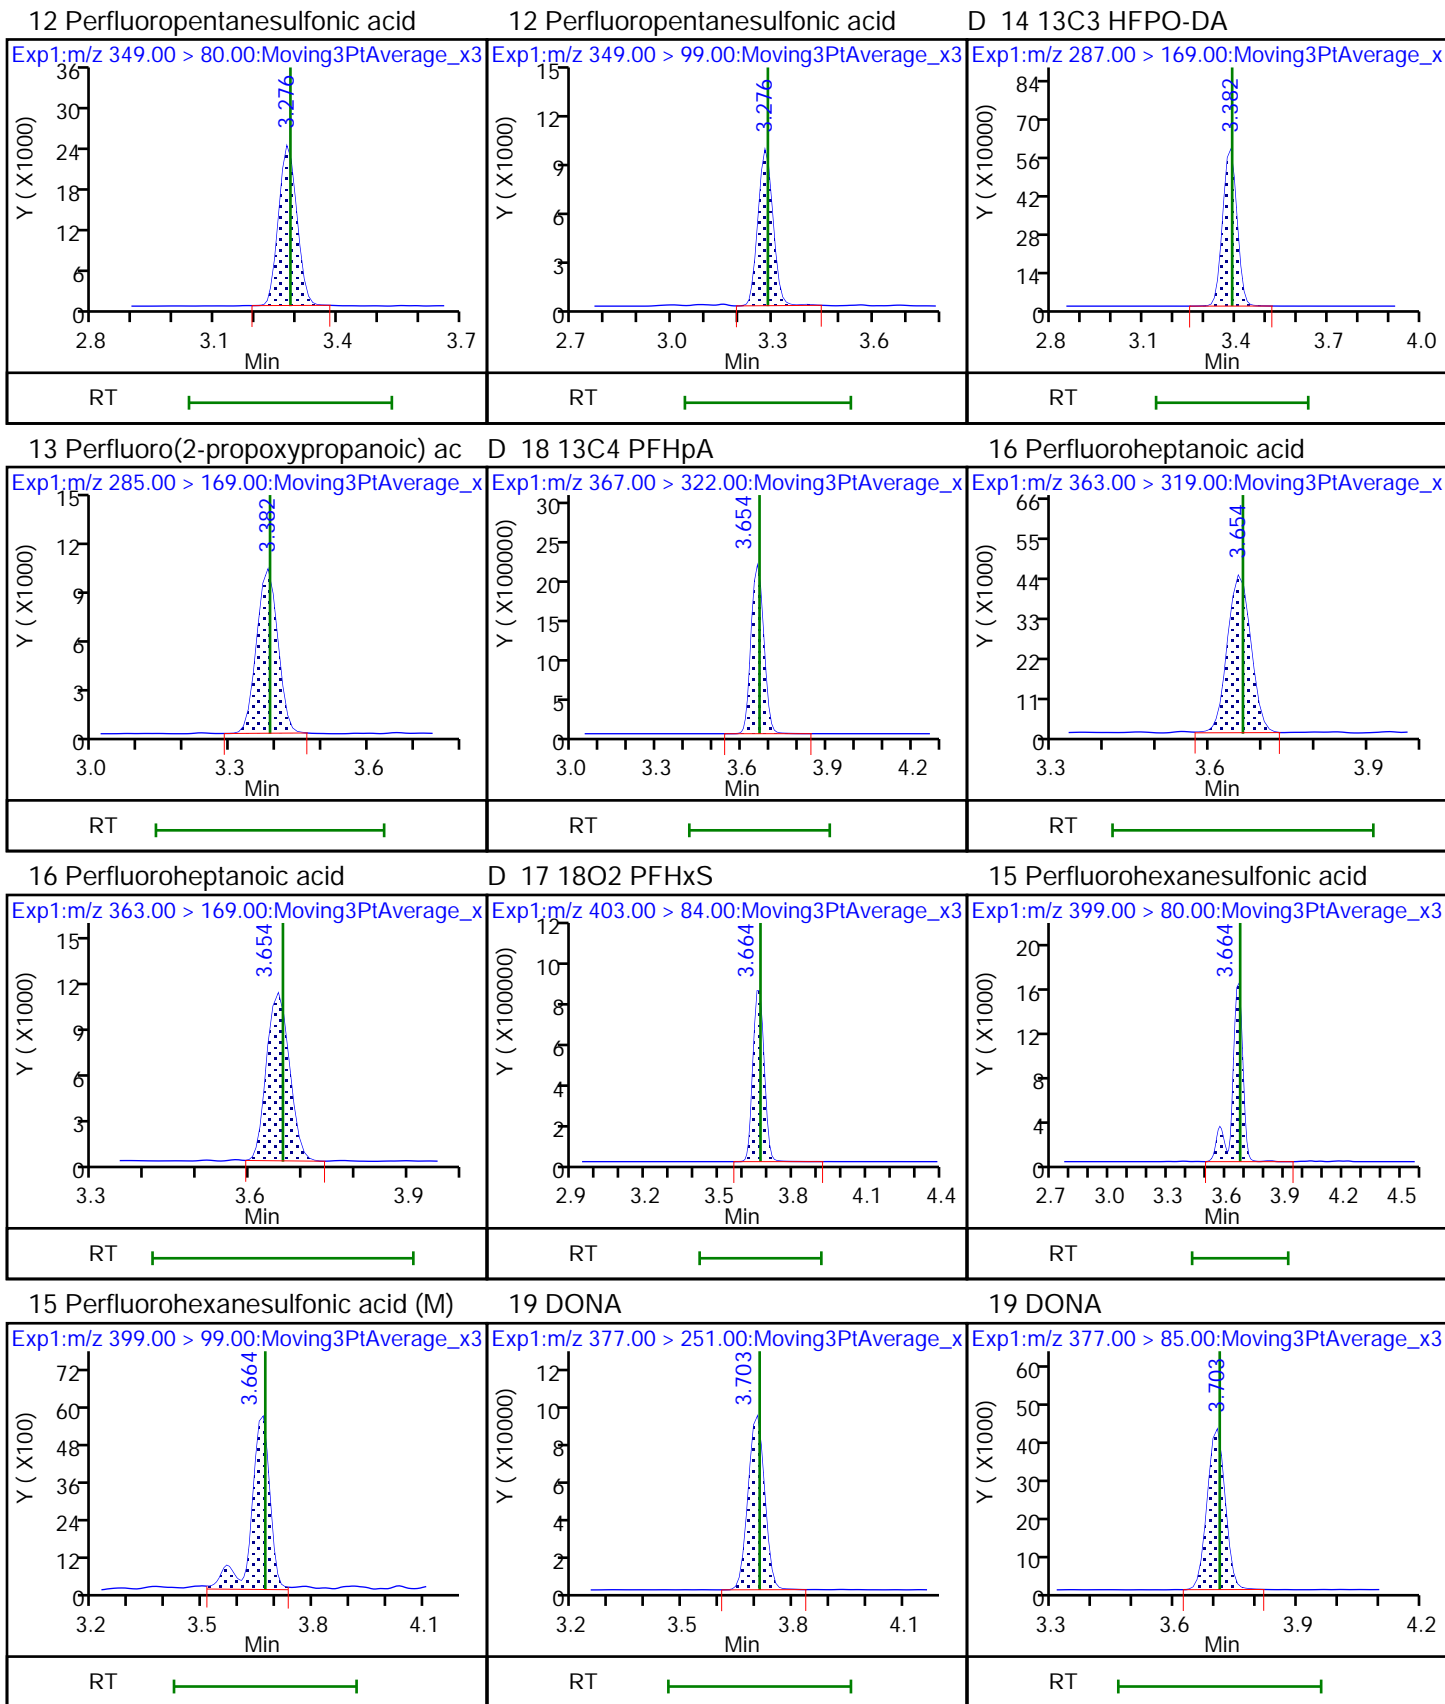 12 Perfluoropentanesulfonic acid
Exp1:m/z 349.00 > 80.00:Moving3PtAverage_x3
Y ( X1000)
36
30
24
18
12
6
0
3.276
2.8 3.1 3.4 3.7
Min
RT
12 Perfluoropentanesulfonic acid
Exp1:m/z 349.00 > 99.00:Moving3PtAverage_x3
Y ( X1000)
15
12
9
6
3
0
3.276
2.7 3.0 3.3 3.6
Min
RT
D 14 13C3 HFPO-DA
Exp1:m/z 287.00 > 169.00:Moving3PtAverage_x
Y ( X10000)
84
70
56
42
28
14
0
3.382
2.8 3.1 3.4 3.7 4.0
Min
RT
13 Perfluoro(2-propoxypropanoic) ac
Exp1:m/z 285.00 > 169.00:Moving3PtAverage_x
Y ( X1000)
15
12
9
6
3
0
3.382
3.0 3.3 3.6
Min
RT
D 18 13C4 PFHpA
Exp1:m/z 367.00 > 322.00:Moving3PtAverage_x
Y ( X100000)
30
25
20
15
10
5
0
3.654
3.0 3.3 3.6 3.9 4.2
Min
RT
16 Perfluoroheptanoic acid
Exp1:m/z 363.00 > 319.00:Moving3PtAverage_x
Y ( X1000)
66
55
44
33
22
11
0
3.654
3.3 3.6 3.9
Min
RT
16 Perfluoroheptanoic acid
Exp1:m/z 363.00 > 169.00:Moving3PtAverage_x
Y ( X1000)
15
12
9
6
3
0
3.654
3.3 3.6 3.9
Min
RT
D 17 18O2 PFHxS
Exp1:m/z 403.00 > 84.00:Moving3PtAverage_x3
Y ( X100000)
12
10
8
6
4
2
0
3.664
2.9 3.2 3.5 3.8 4.1 4.4
Min
RT
15 Perfluorohexanesulfonic acid
Exp1:m/z 399.00 > 80.00:Moving3PtAverage_x3
Y ( X1000)
20
16
12
8
4
0
3.664
2.7 3.0 3.3 3.6 3.9 4.2 4.5
Min
RT
15 Perfluorohexanesulfonic acid (M)
Exp1:m/z 399.00 > 99.00:Moving3PtAverage_x3
Y ( X100)
72
60
48
36
24
12
0
3.664
3.2 3.5 3.8 4.1
Min
RT
19 DONA
Exp1:m/z 377.00 > 251.00:Moving3PtAverage_x
Y ( X10000)
12
10
8
6
4
2
0
3.703
3.2 3.5 3.8 4.1
Min
RT
19 DONA
Exp1:m/z 377.00 > 85.00:Moving3PtAverage_x3
Y ( X1000)
60
50
40
30
20
10
0
3.703
3.3 3.6 3.9 4.2
Min
RT